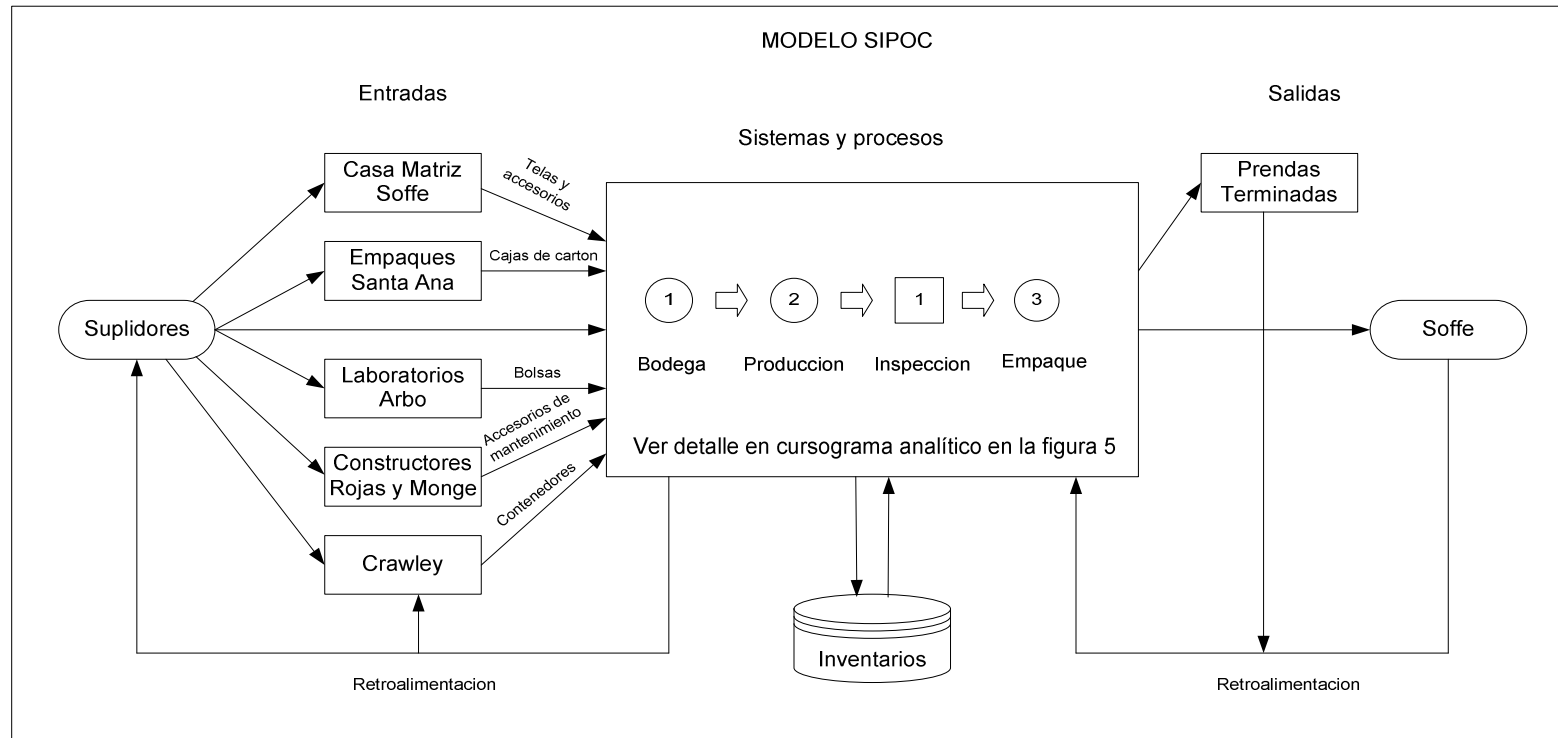 MODELO SIPOC
Entradas
Salidas
Sistemas y procesos
Casa Matriz
Soffe
Telas y
accesorios
Prendas
Terminadas
Empaques
Santa Ana
Cajas de carton
Suplidores
1
2
1
3
Soffe
Bodega
Produccion
Inspeccion
Empaque
Laboratorios
Arbo
Bolsas
Accesorios de
mantenimiento
Constructores
Rojas y Monge
Ver detalle en cursograma analítico en la figura 5
Contenedores
Crawley
Inventarios
Retroalimentacion
Retroalimentacion